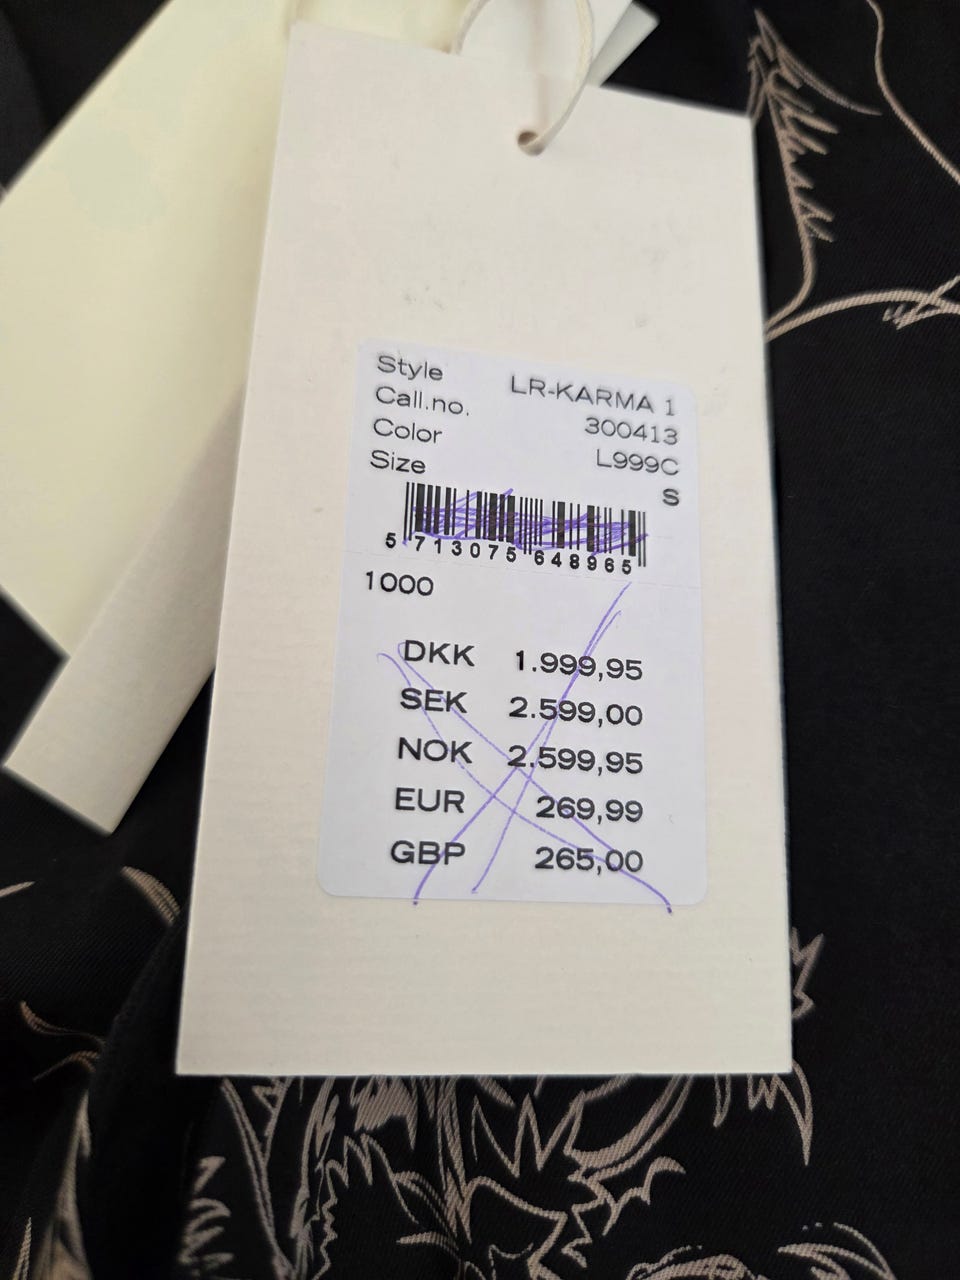 Style LR-KARMA 1
Call.no. 300413
Color L999C
Size S
5 713075 648965
1000
DKK 1.999,95
SEK 2.599,00
NOK 2.599,95
EUR 269,99
GBP 265,00